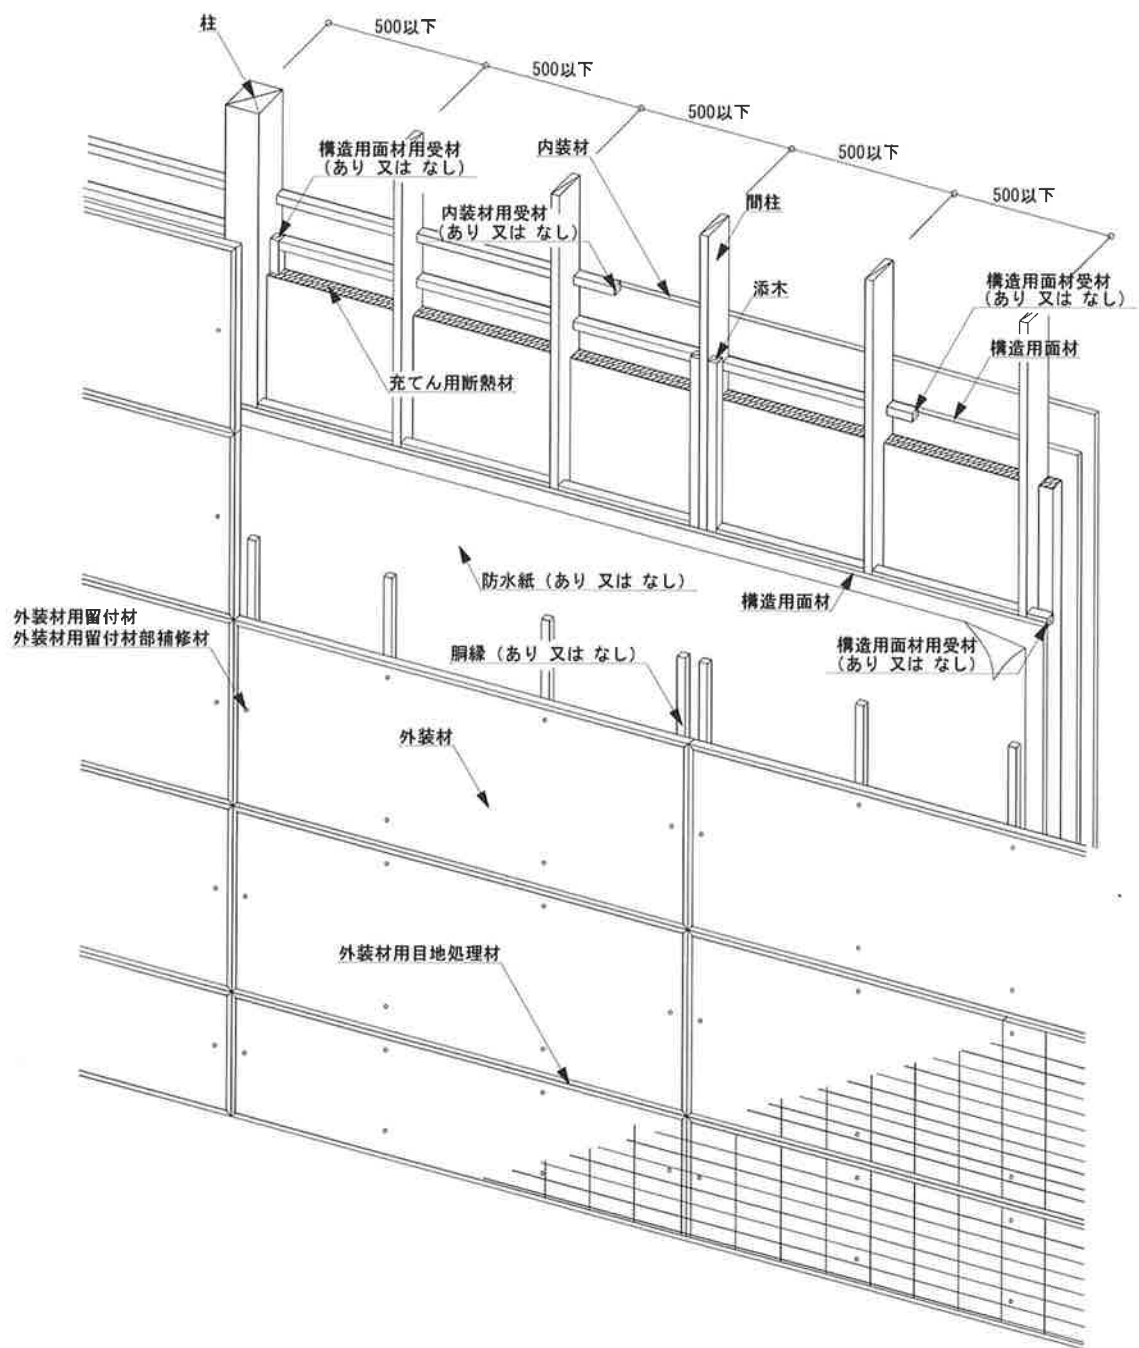 柱
500以下
500以下
500以下
500以下
500以下
構造用面材用受材
(あり 又は なし)
内装材
内装材用受材
(あり 又は なし)
間柱
添木
構造用面材受材
(あり 又は なし)
構造用面材
充てん用断熱材
防水紙 (あり 又は なし)
構造用面材
外装材用留付材
外装材用留付材部補修材
胴縁 (あり 又は なし)
構造用面材用受材
(あり 又は なし)
外装材
外装材用目地処理材